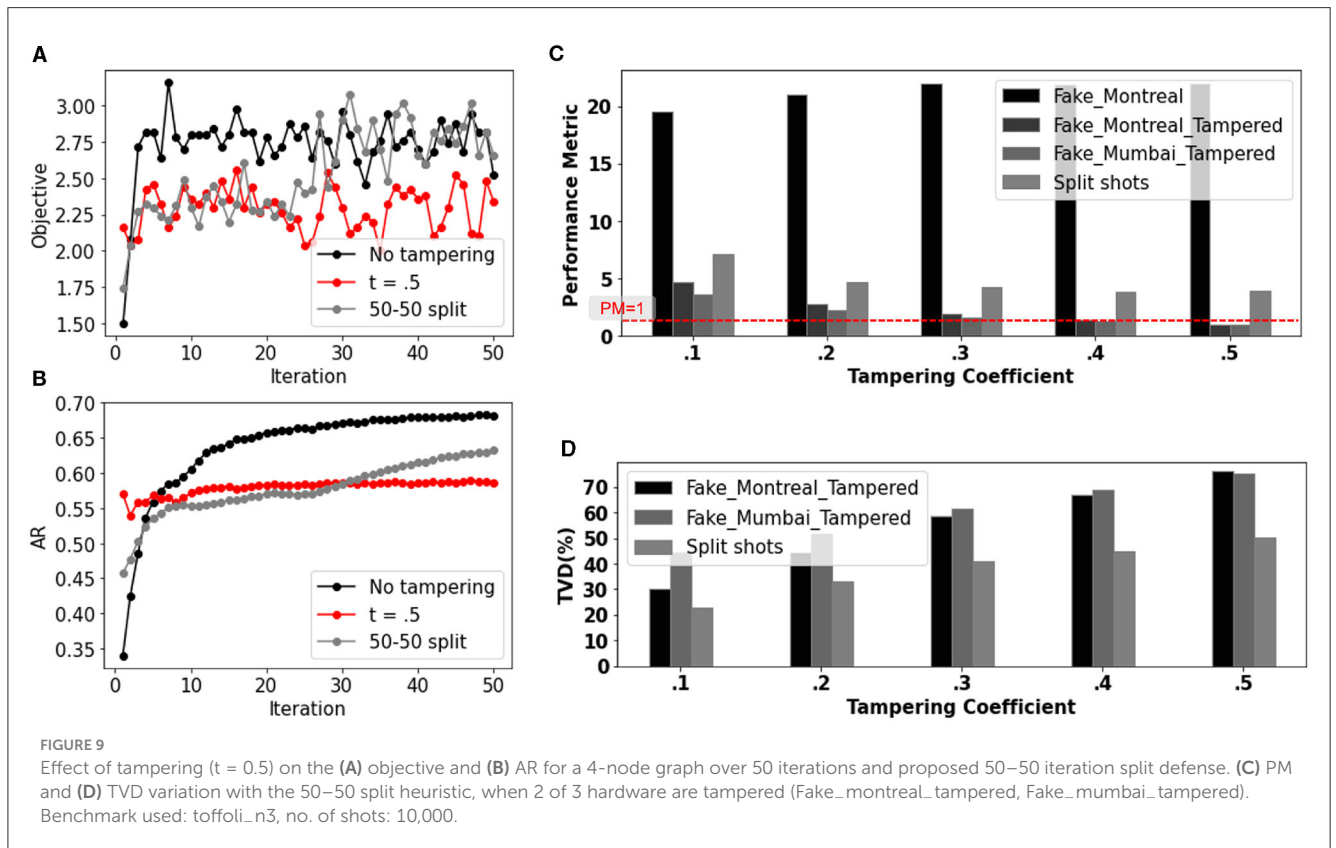 A
3.00
2.75
2.50
2.25
2.00
1.75
1.50
Objective
No tampering
t = .5
50-50 split
0
10
20
30
40
50
Iteration
B
0.70
0.65
0.60
0.55
0.50
0.45
0.40
0.35
AR
No tampering
t = .5
50-50 split
0
10
20
30
40
50
Iteration
C
20
15
10
5
0
Performance Metric
Fake_Montreal
Fake_Montreal_Tampered
Fake_Mumbai_Tampered
Split shots
PM=1
.1
.2
.3
.4
.5
Tampering Coefficient
D
70
60
50
40
30
20
10
0
TVD(%)
Fake_Montreal_Tampered
Fake_Mumbai_Tampered
Split shots
.1
.2
.3
.4
.5
Tampering Coefficient
FIGURE 9
Effect of tampering (t = 0.5) on the (A) objective and (B) AR for a 4-node graph over 50 iterations and proposed 50–50 iteration split defense. (C) PM
and (D) TVD variation with the 50–50 split heuristic, when 2 of 3 hardware are tampered (Fake_montreal_tampered, Fake_mumbai_tampered).
Benchmark used: toffoli_n3, no. of shots: 10,000.